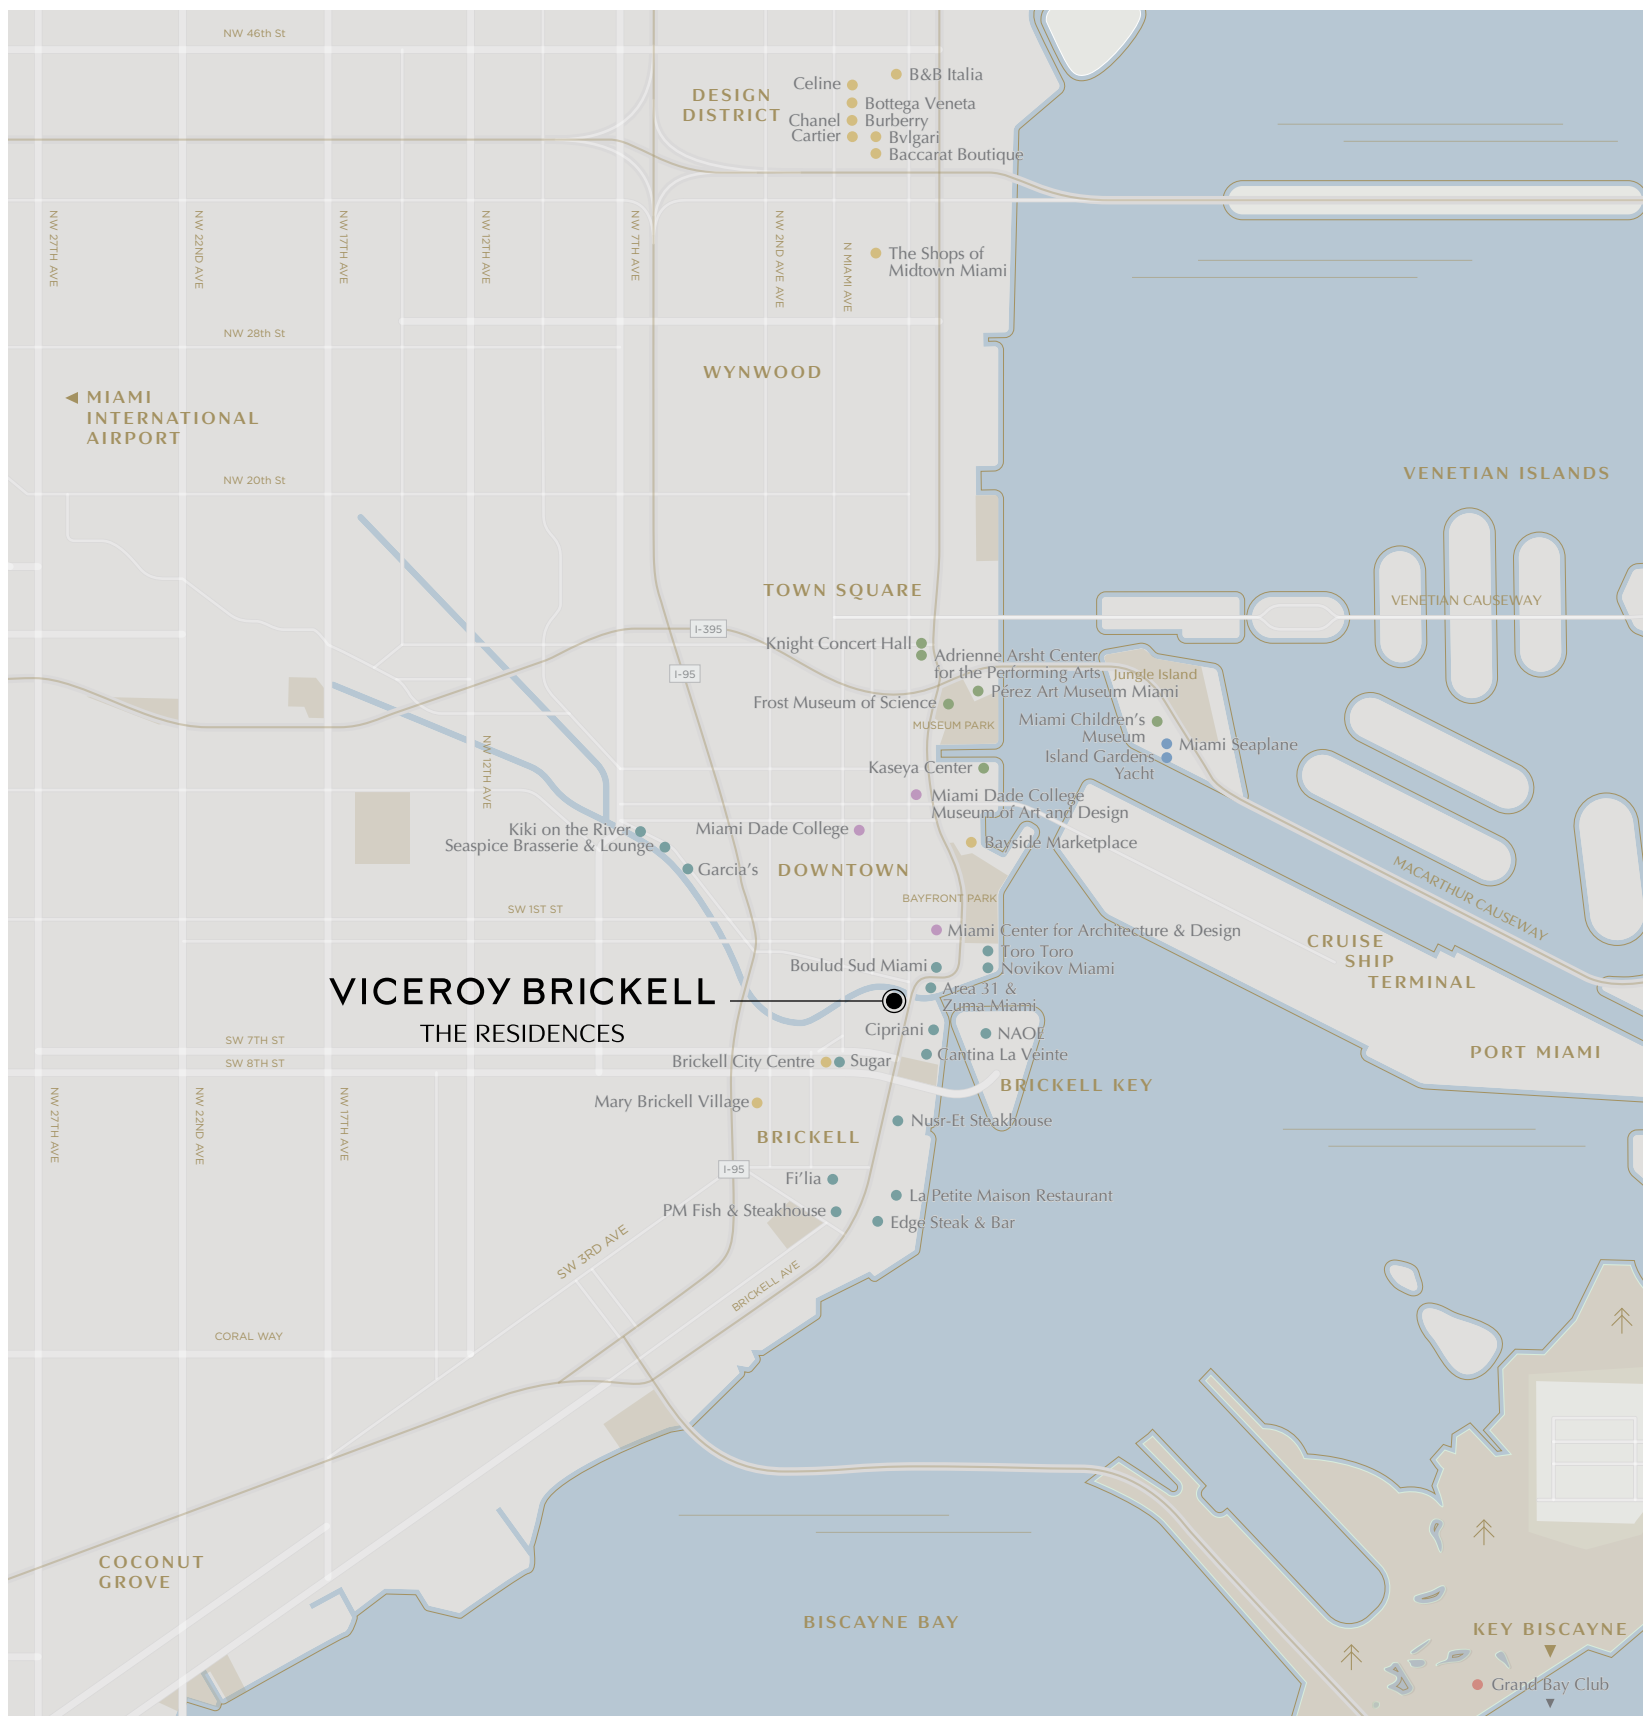 NW 46th St
B&B Italia
Celine
DESIGN
DISTRICT
Bottega Veneta
Chanel
Burberry
Cartier
Bvlgari
Baccarat Boutique
NW 27TH AVE
NW 22ND AVE
NW 17TH AVE
NW 12TH AVE
NW 7TH AVE
NW 2ND AVE AVE
N MIAMI AVE
The Shops of
Midtown Miami
NW 28th St
WYNWOOD
MIAMI
INTERNATIONAL
AIRPORT
NW 20th St
VENETIAN ISLANDS
TOWN SQUARE
VENETIAN CAUSEWAY
I-395
Knight Concert Hall
Adrienne Arsht Center
for the Performing Arts
I-95
Jungle Island
Pérez Art Museum Miami
Frost Museum of Science
MUSEUM PARK
Miami Children's
Museum
Miami Seaplane
Island Gardens
Yacht
NW 12TH AVE
Kaseya Center
Miami Dade College
Museum of Art and Design
Kiki on the River
Miami Dade College
Seaspice Brasserie & Lounge
Bayside Marketplace
Garcia's
DOWNTOWN
MACARTHUR CAUSEWAY
BAYFRONT PARK
SW 1ST ST
Miami Center for Architecture & Design
CRUISE
SHIP
TERMINAL
Toro Toro
Boulud Sud Miami
Novikov Miami
VICEROY BRICKELL
THE RESIDENCES
Area 31 &
Zuma Miami
Cipriani
NAOE
SW 7TH ST
Cantina La Veinte
PORT MIAMI
SW 8TH ST
Brickell City Centre
Sugar
BRICKELL KEY
NW 27TH AVE
NW 22ND AVE
NW 17TH AVE
Mary Brickell Village
Nusr-Et Steakhouse
BRICKELL
I-95
Fi'lia
La Petite Maison Restaurant
PM Fish & Steakhouse
Edge Steak & Bar
SW 3RD AVE
BRICKELL AVE
CORAL WAY
COCONUT
GROVE
BISCAYNE BAY
KEY BISCAYNE
Grand Bay Club